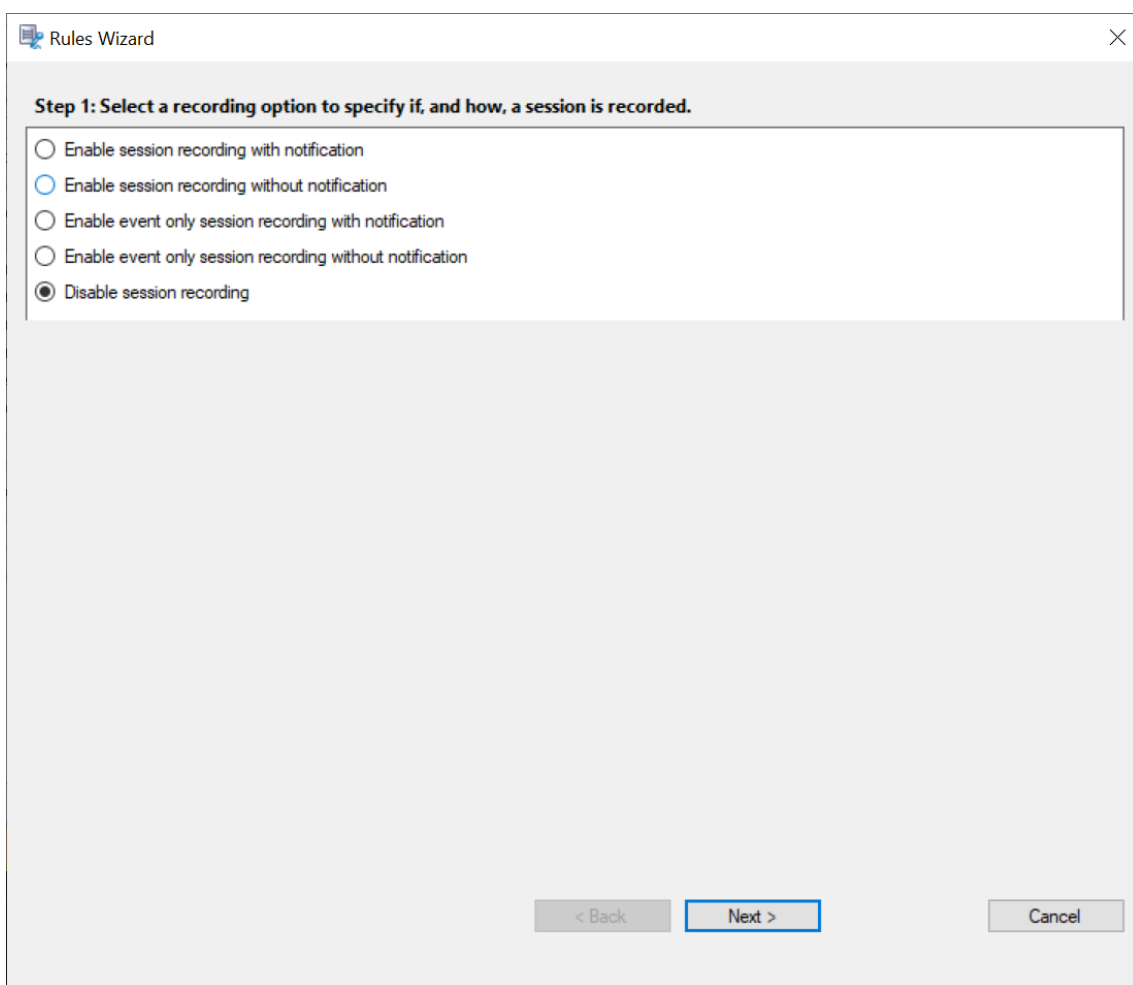 Rules Wizard
Step 1: Select a recording option to specify if, and how, a session is recorded.
Enable session recording with notification
Enable session recording without notification
Enable event only session recording with notification
Enable event only session recording without notification
Disable session recording
< Back Next > Cancel